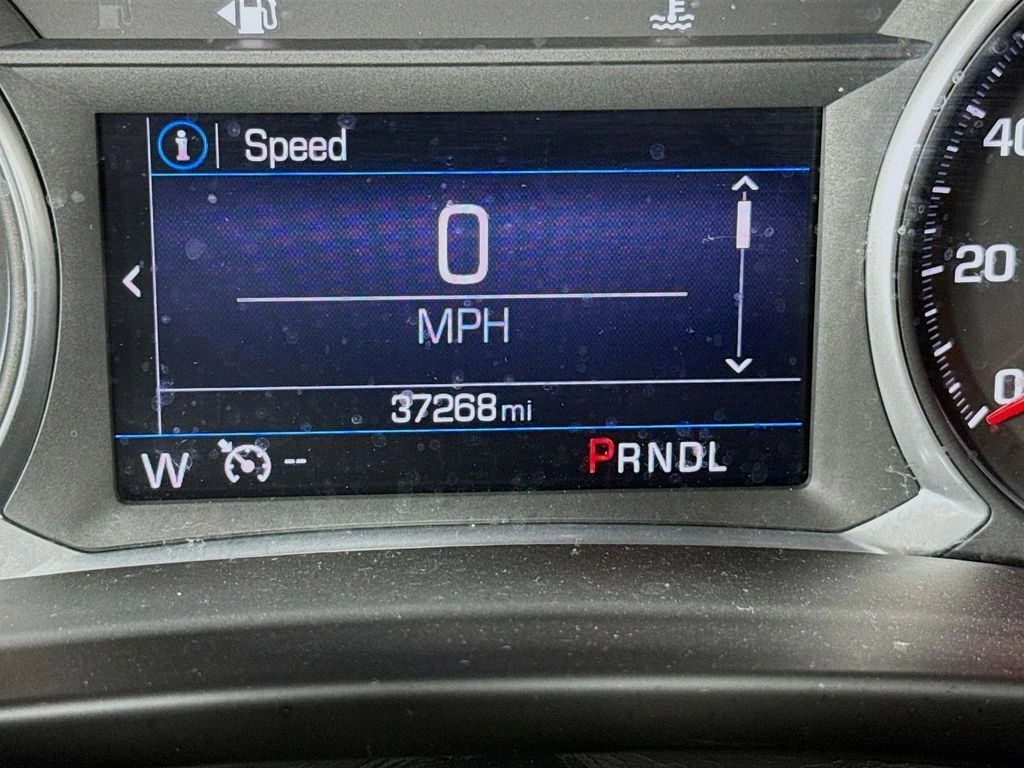 Speed
0
MPH
37268 mi
W -- PRNDL
40
20
0